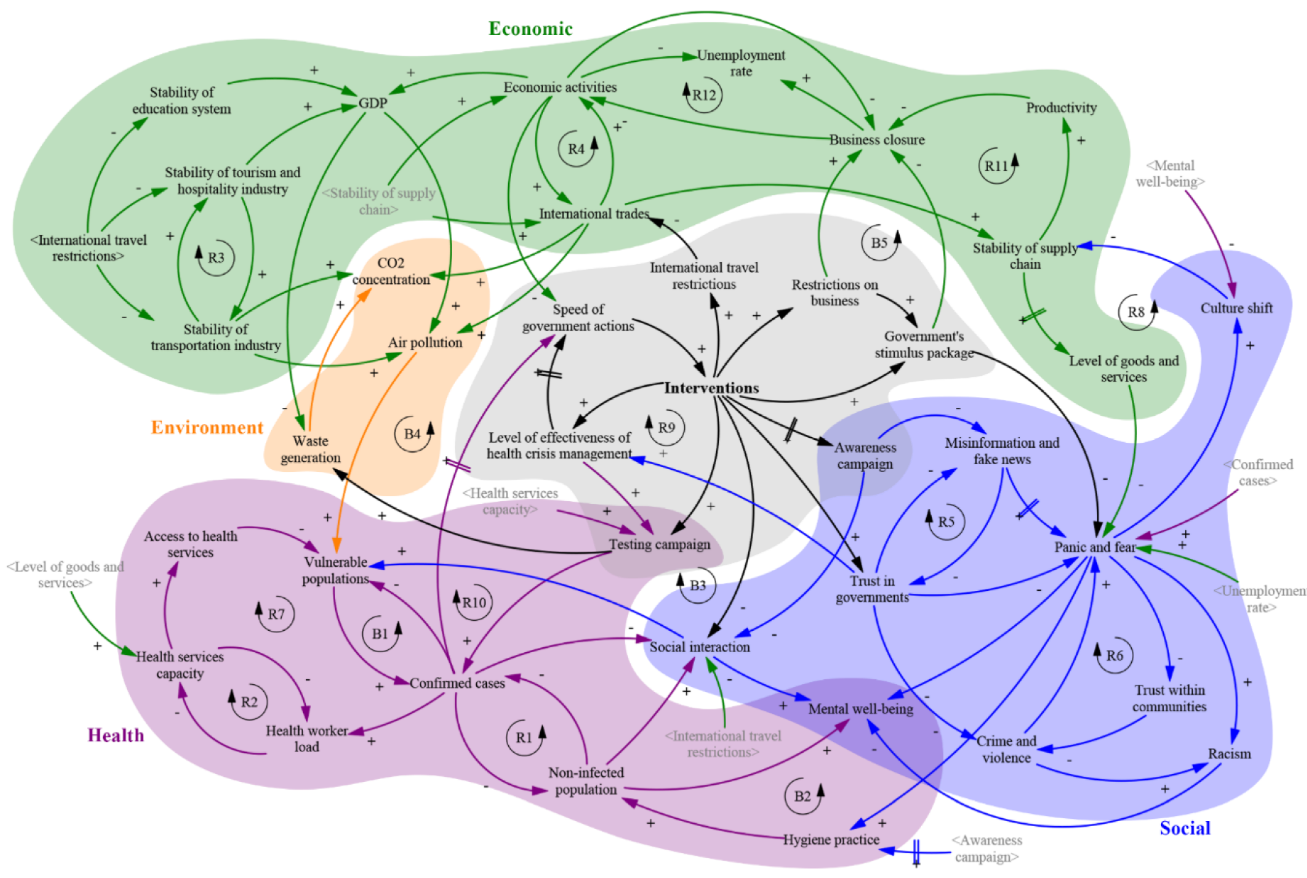 Economic
Stability of
education system
GDP
Economic activities
Unemployment
rate
R12
Productivity
Business closure
R11
R4
Stability of tourism and
hospitality industry
<Stability of supply
chain>
International trades
<Mental
well-being>
<International travel
restrictions>
R3
CO2
concentration
B5
Stability of supply
chain
International travel
restrictions
Restrictions on
business
Culture shift
R8
Speed of
government actions
Stability of
transportation industry
Air pollution
Government's
stimulus package
Level of goods and
services
Interventions
Environment
B4
R9
Waste
generation
Level of effectiveness of
health crisis management
Awareness
campaign
Misinformation and
fake news
<Confirmed
cases>
<Health services
capacity>
R5
Access to health
services
Testing campaign
Panic and fear
Vulnerable
populations
<Level of goods and
services>
Trust in
governments
<Unemployment
rate>
B3
R7
R10
B1
Social interaction
R6
Health services
capacity
Confirmed cases
Trust within
communities
R2
Mental well-being
Health
Health worker
load
R1
<International travel
restrictions>
Crime and
violence
Racism
Non-infected
population
B2
Social
Hygiene practice
<Awareness
campaign>